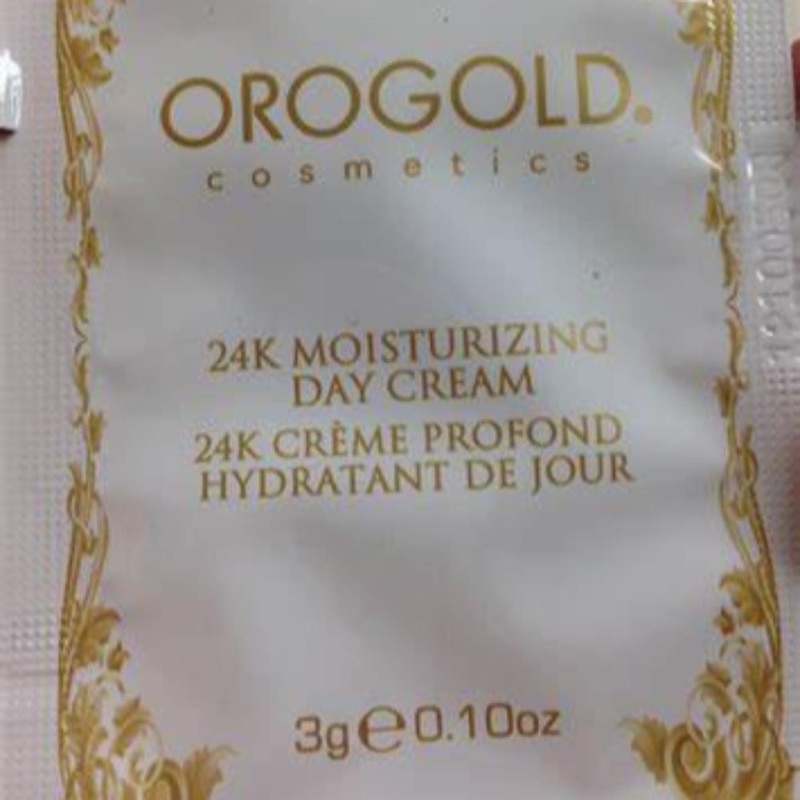 OROGOLD.
cosmetics
24K MOISTURIZING
DAY CREAM
24K CRÈME PROFOND
HYDRATANT DE JOUR
3g℮0.10oz